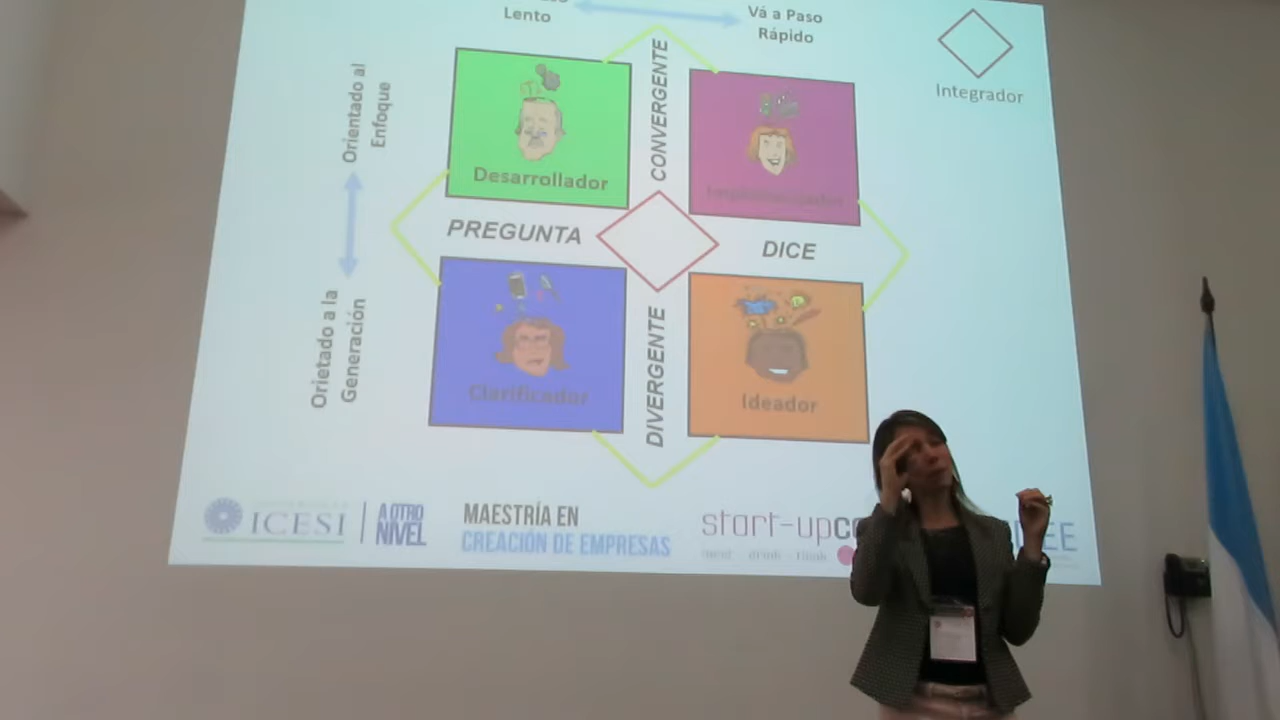 Lento
Vá a Paso
Rápido
Integrador
Orientado al
Enfoque
CONVERGENTE
Desarrollador
PREGUNTA
DICE
Orietado a la
Generación
DIVERGENTE
Clarificador
Ideador
ICESI
A OTRO
NIVEL
MAESTRÍA EN
CREACIÓN DE EMPRESAS
start-up